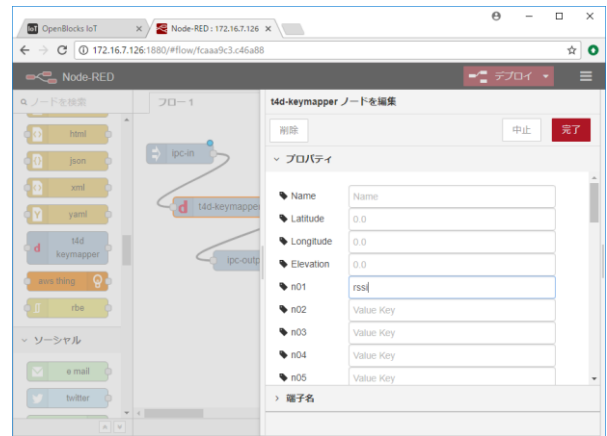 OpenBlocks IoT
Node-RED : 172.16.7.126
172.16.7.126:1880/#flow/fcaaa9c3.c46a88
Node-RED
デプロイ
ノードを検索
フロー 1
t4d-keymapper ノードを編集
削除
中止
完了
プロパティ
html
json
xml
yaml
t4d
keymapper
aws thing
rbe
ソーシャル
e mail
twitter
ipc-in
t4d-keymapper
ipc-outp
Name
Name
Latitude
0.0
Longitude
0.0
Elevation
0.0
n01
rssi
n02
Value Key
n03
Value Key
n04
Value Key
n05
Value Key
端子名